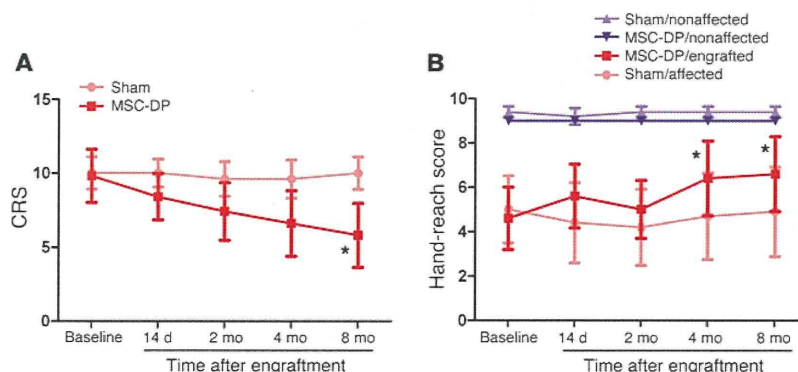 A
Sham
MSC-DP
15
10
5
0
CRS
Baseline
14 d
2 mo
4 mo
8 mo
Time after engraftment
*
B
Sham/nonaffected
MSC-DP/nonaffected
MSC-DP/engrafted
Sham/affected
10
8
6
4
2
0
Hand-reach score
Baseline
14 d
2 mo
4 mo
8 mo
Time after engraftment
*
*